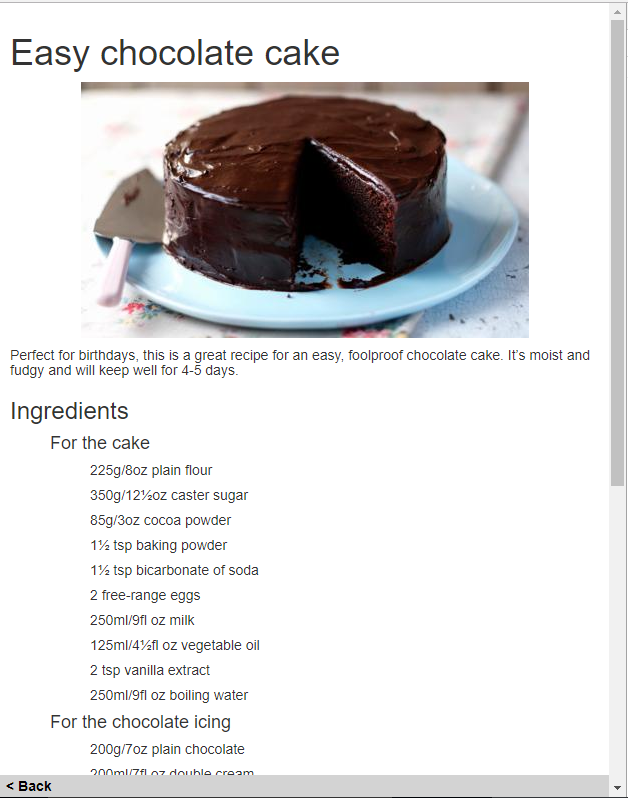 Easy chocolate cake
Perfect for birthdays, this is a great recipe for an easy, foolproof chocolate cake. It’s moist and
fudgy and will keep well for 4-5 days.
Ingredients
For the cake
225g/8oz plain flour
350g/12½oz caster sugar
85g/3oz cocoa powder
1½ tsp baking powder
1½ tsp bicarbonate of soda
2 free-range eggs
250ml/9fl oz milk
125ml/4½fl oz vegetable oil
2 tsp vanilla extract
250ml/9fl oz boiling water
For the chocolate icing
200g/7oz plain chocolate
200ml/7fl oz double cream
< Back